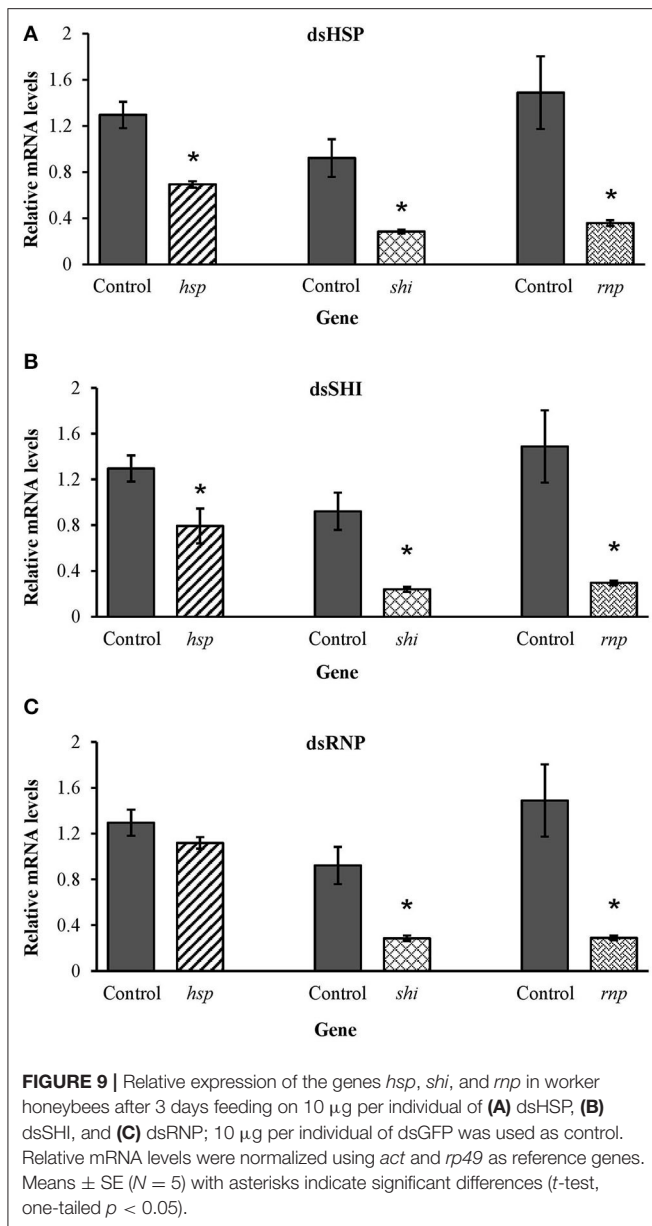 A
dsHSP
Relative mRNA levels
2
1.6
1.2
0.8
0.4
0
*
*
*
Control hsp Control shi Control rnp
Gene
B
dsSHI
Relative mRNA levels
2
1.6
1.2
0.8
0.4
0
*
*
*
Control hsp Control shi Control rnp
Gene
C
dsRNP
Relative mRNA levels
2
1.6
1.2
0.8
0.4
0
*
*
Control hsp Control shi Control rnp
Gene
FIGURE 9 | Relative expression of the genes hsp, shi, and rnp in worker
honeybees after 3 days feeding on 10 μg per individual of (A) dsHSP, (B)
dsSHI, and (C) dsRNP; 10 μg per individual of dsGFP was used as control.
Relative mRNA levels were normalized using act and rp49 as reference genes.
Means ± SE (N = 5) with asterisks indicate significant differences (t-test,
one-tailed p < 0.05).